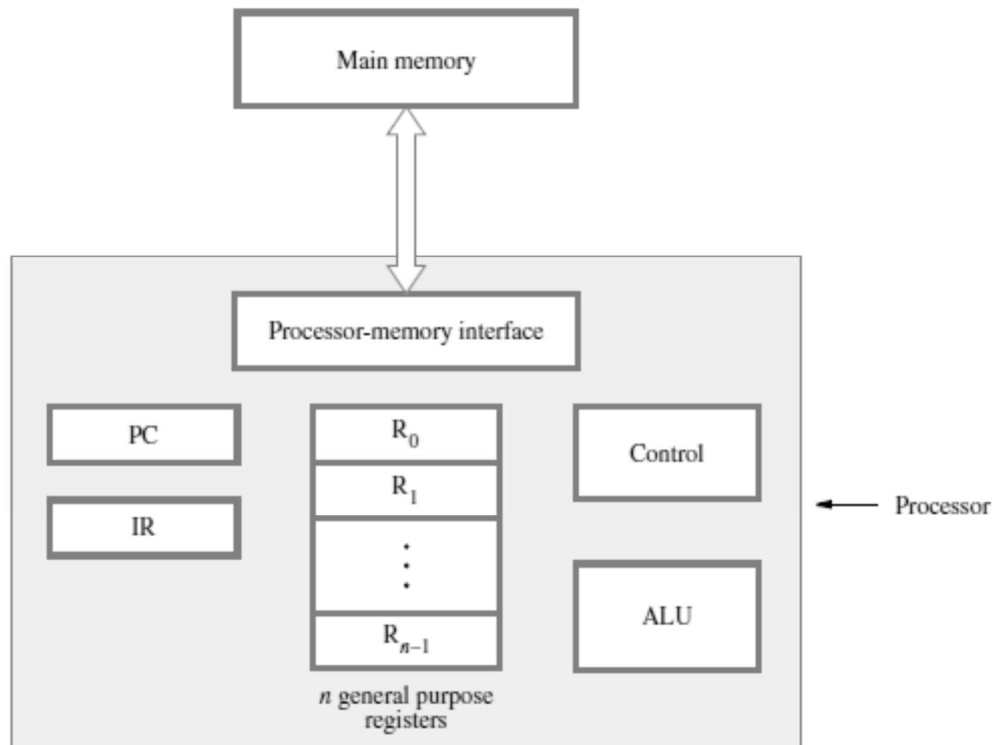 Main memory
Processor-memory interface
PC
R0
Control
R1
IR
Processor
⋮
ALU
Rn–1
n general purpose
registers